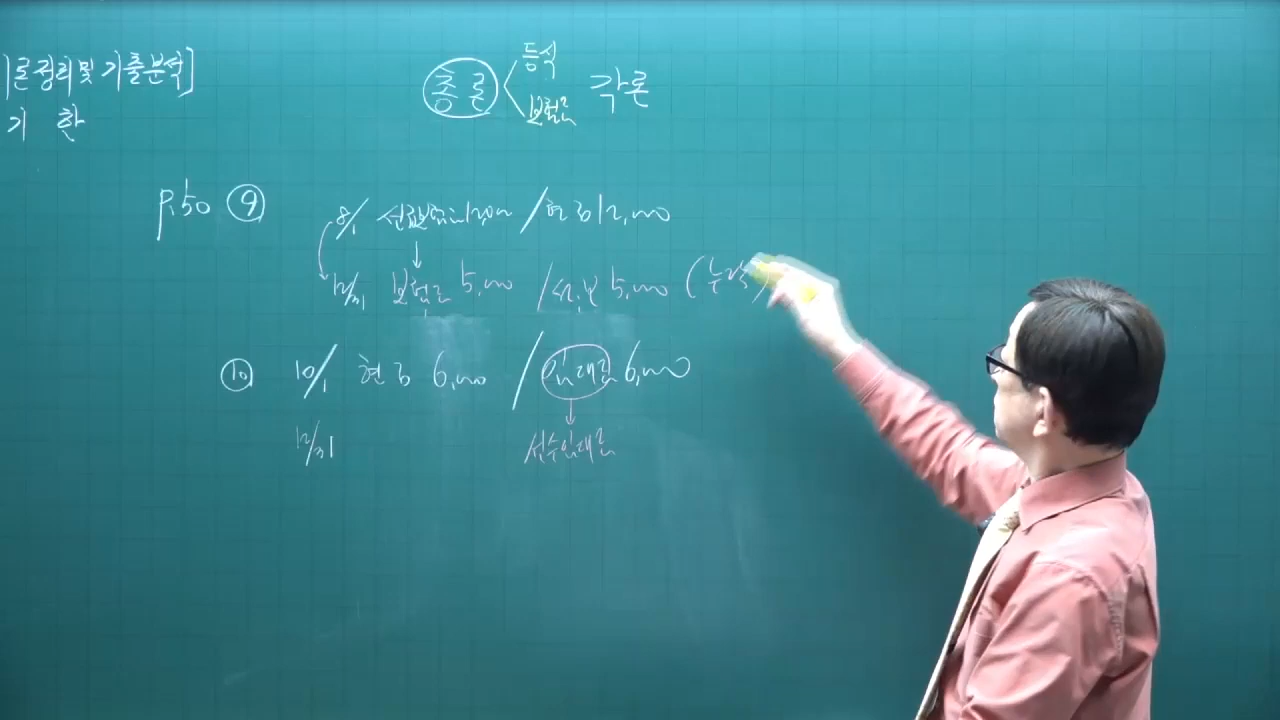 론정리및 기출분석]
기 한
총론 < 등식 보험료 각론
p.50 ⑨ 8/1 선급보험료 12,000 / 현금 12,000
12/31 보험료 5,000 / 선.보 5,000 (누락)
⑩ 10/1 현금 6,000 / 임대료 6,000
12/31 선수임대료